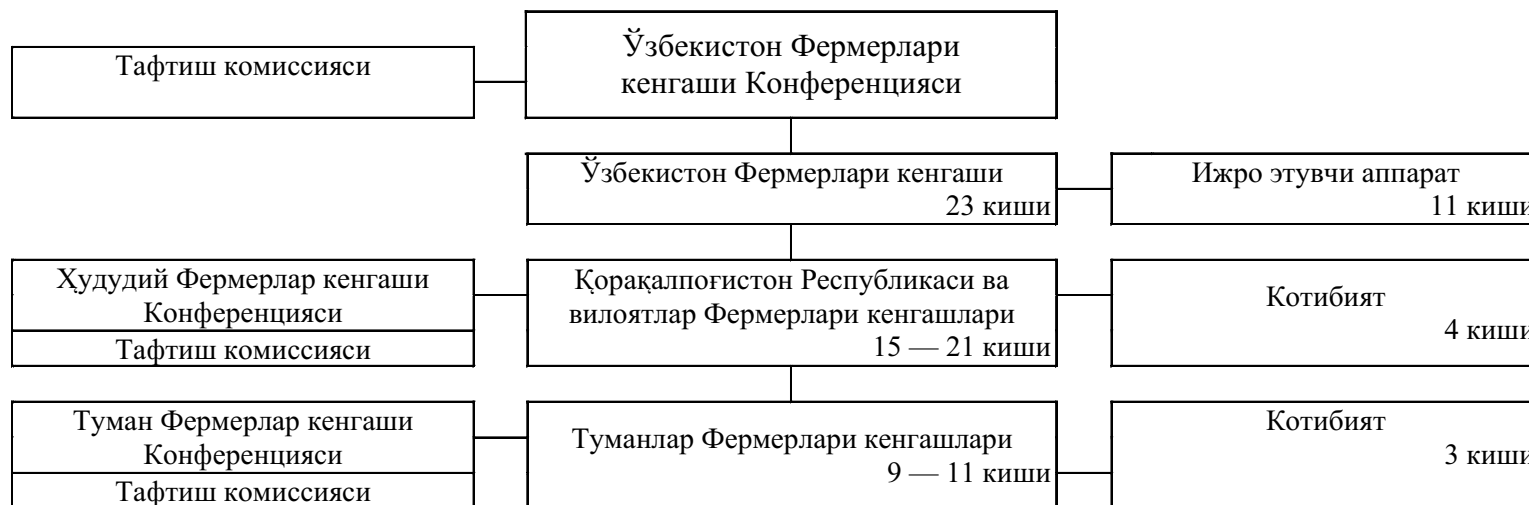 Тафтиш комиссияси
Ўзбекистон Фермерлари
кенгаши Конференцияси
Ўзбекистон Фермерлари кенгаши
23 киши
Ижро этувчи аппарат
11 киши
Ҳудудий Фермерлар кенгаши
Конференцияси
Тафтиш комиссияси
Қорақалпоғистон Республикаси ва
вилоятлар Фермерлари кенгашлари
15 — 21 киши
Котибият
4 киши
Туман Фермерлар кенгаши
Конференцияси
Тафтиш комиссияси
Туманлар Фермерлари кенгашлари
9 — 11 киши
Котибият
3 киши